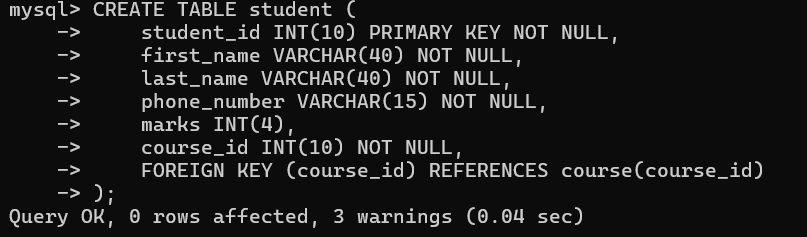 mysql> CREATE TABLE student (
    ->     student_id INT(10) PRIMARY KEY NOT NULL,
    ->     first_name VARCHAR(40) NOT NULL,
    ->     last_name VARCHAR(40) NOT NULL,
    ->     phone_number VARCHAR(15) NOT NULL,
    ->     marks INT(4),
    ->     course_id INT(10) NOT NULL,
    ->     FOREIGN KEY (course_id) REFERENCES course(course_id)
    -> );
Query OK, 0 rows affected, 3 warnings (0.04 sec)